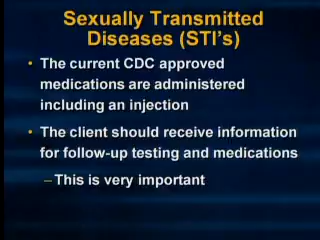 Sexually Transmitted
Diseases (STI's)
• The current CDC approved
medications are administered
including an injection
• The client should receive information
for follow-up testing and medications
– This is very important